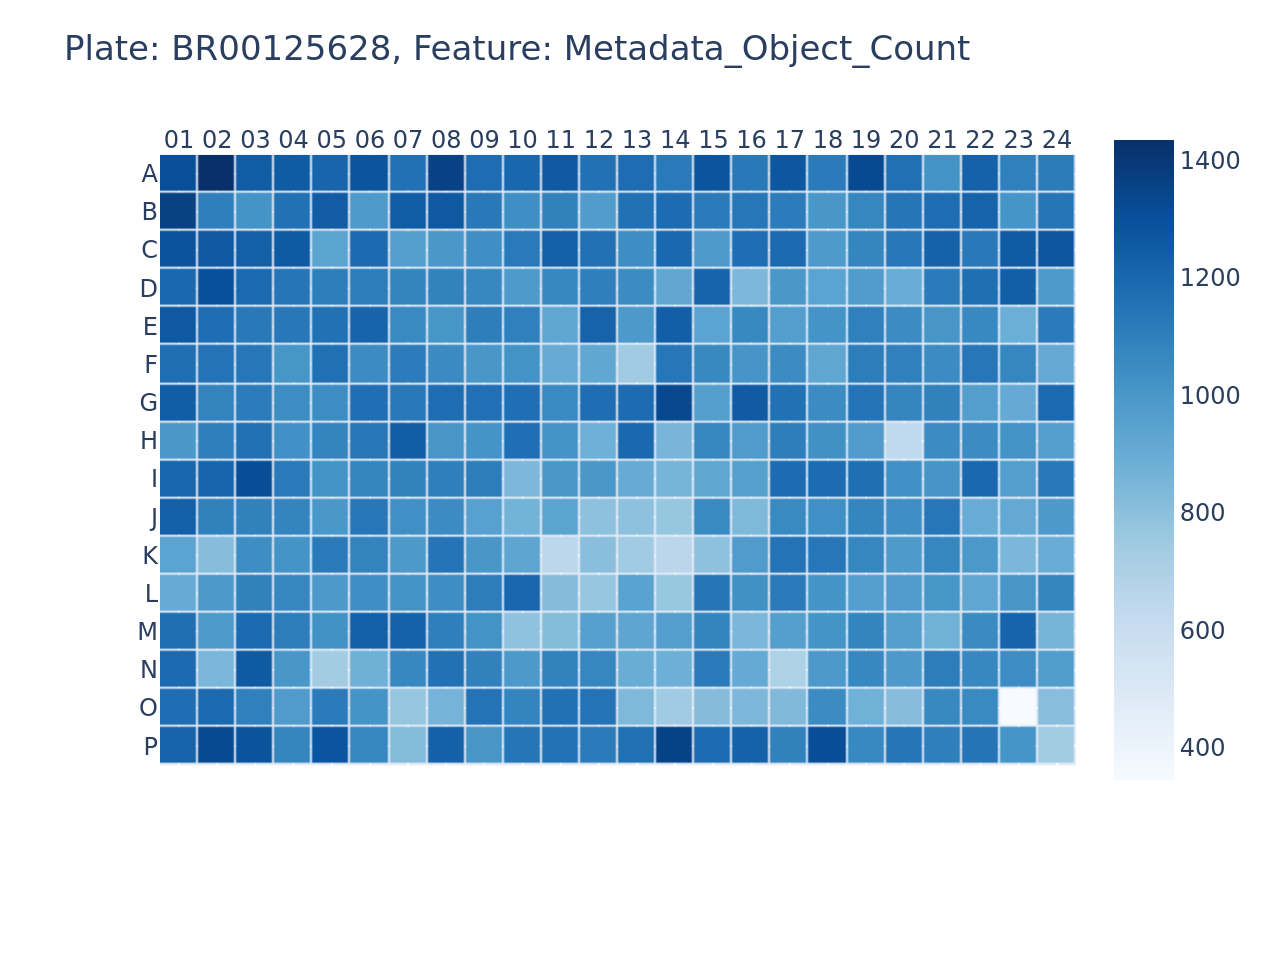 Plate: BR00125628, Feature: Metadata_Object_Count
01 02 03 04 05 06 07 08 09 10 11 12 13 14 15 16 17 18 19 20 21 22 23 24
A
B
C
D
E
F
G
H
I
J
K
L
M
N
O
P
1400
1200
1000
800
600
400